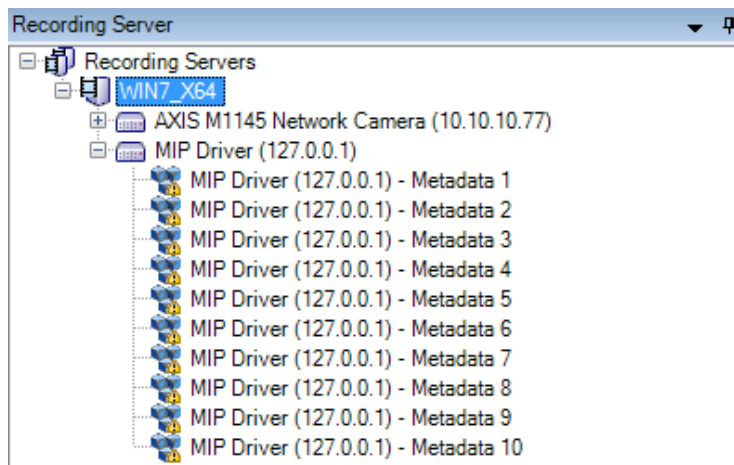 Recording Server
Recording Servers
WIN7_X64
AXIS M1145 Network Camera (10.10.10.77)
MIP Driver (127.0.0.1)
MIP Driver (127.0.0.1) - Metadata 1
MIP Driver (127.0.0.1) - Metadata 2
MIP Driver (127.0.0.1) - Metadata 3
MIP Driver (127.0.0.1) - Metadata 4
MIP Driver (127.0.0.1) - Metadata 5
MIP Driver (127.0.0.1) - Metadata 6
MIP Driver (127.0.0.1) - Metadata 7
MIP Driver (127.0.0.1) - Metadata 8
MIP Driver (127.0.0.1) - Metadata 9
MIP Driver (127.0.0.1) - Metadata 10